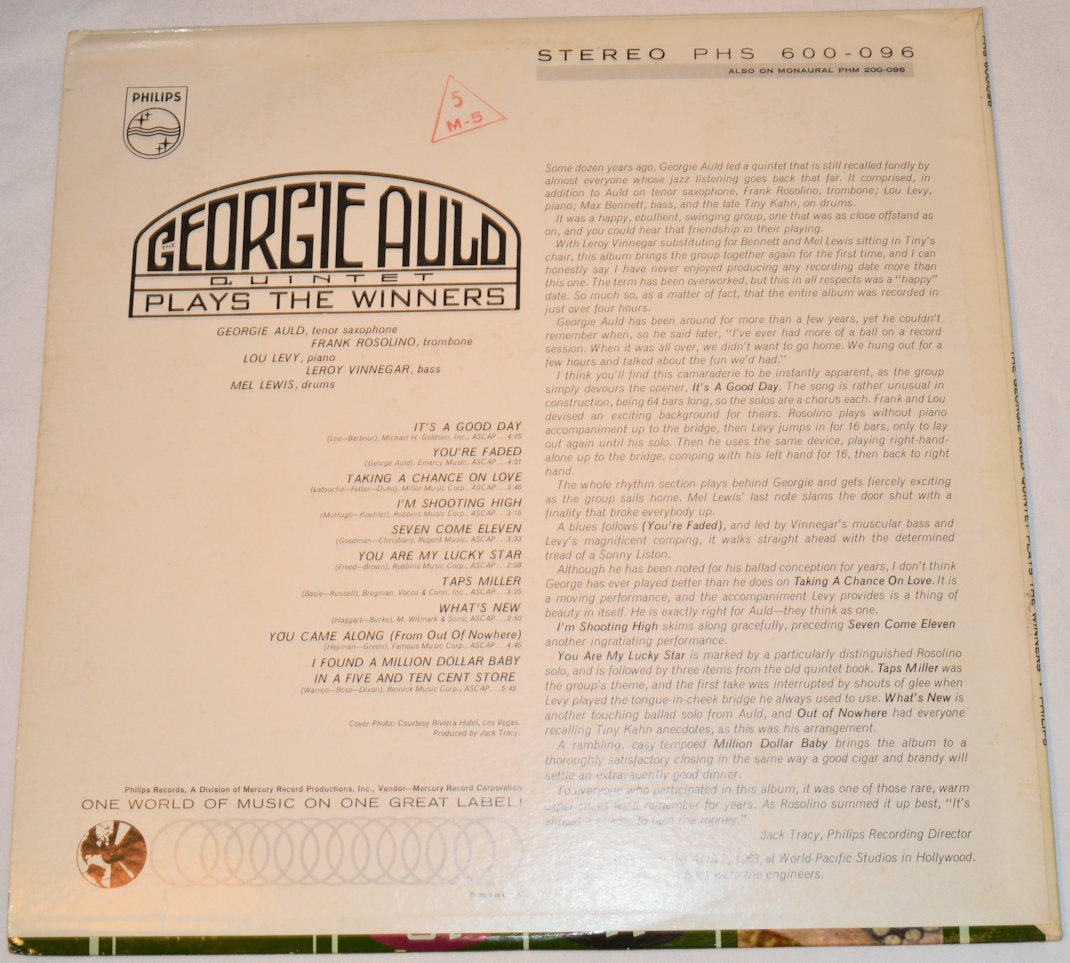 STEREO PHS 600-096
ALSO ON MONAURAL PHM 200-096
PHILIPS
5
M-5
THE
GEORGIE AULD
QUINTET
PLAYS THE WINNERS
GEORGIE AULD, tenor saxophone
FRANK ROSOLINO, trombone
LOU LEVY, piano
LEROY VINNEGAR, bass
MEL LEWIS, drums
IT'S A GOOD DAY
(Lee—Barbour), Michael H. Goldsen, Inc., ASCAP...4:25
YOU'RE FADED
(George Auld), Emarcy Music, ASCAP...4:31
TAKING A CHANCE ON LOVE
(Latouche—Fetter—Duke), Miller Music Corp., ASCAP...3:46
I'M SHOOTING HIGH
(McHugh—Koehler), Robbins Music Corp., ASCAP...3:15
SEVEN COME ELEVEN
(Goodman—Christian), Regent Music, ASCAP...3:33
YOU ARE MY LUCKY STAR
(Freed—Brown), Robbins Music Corp., ASCAP...2:08
TAPS MILLER
(Basie—Russell), Bregman, Vocco & Conn, Inc., ASCAP...3:25
WHAT'S NEW
(Haggart—Burke), M. Witmark & Sons, ASCAP...2:50
YOU CAME ALONG (From Out Of Nowhere)
(Heyman—Green), Famous Music Corp., ASCAP...4:45
I FOUND A MILLION DOLLAR BABY
IN A FIVE AND TEN CENT STORE
(Warren—Rose—Dixon), Remick Music Corp., ASCAP...5:45
Cover Photo: Courtesy Riviera Hotel, Las Vegas.
Produced by Jack Tracy.
Philips Records, A Division of Mercury Record Productions, Inc., Vendor—Mercury Record Corporation
ONE WORLD OF MUSIC ON ONE GREAT LABEL!
Some dozen years ago, Georgie Auld led a quintet that is still recalled fondly by
almost everyone whose jazz listening goes back that far. It comprised, in
addition to Auld on tenor saxophone, Frank Rosolino, trombone; Lou Levy,
piano; Max Bennett, bass, and the late Tiny Kahn, on drums.
It was a happy, ebullient, swinging group, one that was as close offstand as
on, and you could hear that friendship in their playing.
With Leroy Vinnegar substituting for Bennett and Mel Lewis sitting in Tiny's
chair, this album brings the group together again for the first time, and I can
honestly say I have never enjoyed producing any recording date more than
this one. The term has been overworked, but this in all respects was a "happy"
date. So much so, as a matter of fact, that the entire album was recorded in
just over four hours.
Georgie Auld has been around for more than a few years, yet he couldn't
remember when, so he said later, "I've ever had more of a ball on a record
session. When it was all over, we didn't want to go home. We hung out for a
few hours and talked about the fun we'd had."
I think you'll find this camaraderie to be instantly apparent, as the group
simply devours the opener, It's A Good Day. The song is rather unusual in
construction, being 64 bars long, so the solos are a chorus each. Frank and Lou
devised an exciting background for theirs. Rosolino plays without piano
accompaniment up to the bridge, then Levy jumps in for 16 bars, only to lay
out again until his solo. Then he uses the same device, playing right-hand-
alone up to the bridge, comping with his left hand for 16, then back to right
hand.
The whole rhythm section plays behind Georgie and gets fiercely exciting
as the group sails home. Mel Lewis' last note slams the door shut with a
finality that broke everybody up.
A blues follows (You're Faded), and led by Vinnegar's muscular bass and
Levy's magnificent comping, it walks straight ahead with the determined
tread of a Sonny Liston.
Although he has been noted for his ballad conception for years, I don't think
George has ever played better than he does on Taking A Chance On Love. It is
a moving performance, and the accompaniment Levy provides is a thing of
beauty in itself. He is exactly right for Auld—they think as one.
I'm Shooting High skims along gracefully, preceding Seven Come Eleven
another ingratiating performance.
You Are My Lucky Star is marked by a particularly distinguished Rosolino
solo, and is followed by three items from the old quintet book. Taps Miller was
the group's theme, and the first take was interrupted by shouts of glee when
Levy played the tongue-in-cheek bridge he always used to use. What's New is
another touching ballad solo from Auld, and Out of Nowhere had everyone
recalling Tiny Kahn anecdotes, as this was his arrangement.
A rambling, easy-tempoed Million Dollar Baby brings the album to a
thoroughly satisfactory closing in the same way a good cigar and brandy will
settle an extravagently good dinner.
To everyone who participated in this album, it was one of those rare, warm
experiences we'll remember for years. As Rosolino summed it up best, "It's
almost a shame to take the money."
Jack Tracy, Philips Recording Director
1963, at World-Pacific Studios in Hollywood.
were the engineers.
PHS 600-096
THE GEORGIE AULD QUINTET PLAYS THE WINNERS
PHILIPS